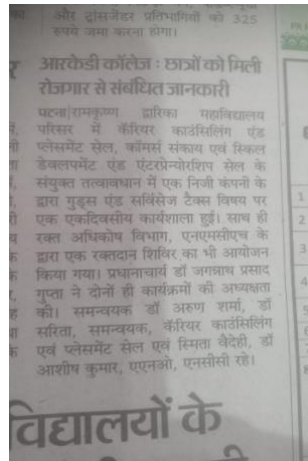 और ट्रांसजेंडर प्रतिभागियों को 325
रुपये जमा करना होगा।
आरकेडी कॉलेज : छात्रों को मिली
रोजगार से संबंधित जानकारी
पटना|रामकृष्ण द्वारिका महाविद्यालय
परिसर में कॅरियर काउंसिलिंग एंड
प्लेसमेंट सेल, कॉमर्स संकाय एवं स्किल
डेवलपमेंट एंड एंटरप्रेन्योरशिप सेल के
संयुक्त तत्वावधान में एक निजी कंपनी के
द्वारा गुड्स एंड सर्विसेज टैक्स विषय पर
एक एकदिवसीय कार्यशाला हुई। साथ ही
रक्त अधिकोष विभाग, एनएमसीएच के
द्वारा एक रक्तदान शिविर का भी आयोजन
किया गया। प्रधानाचार्य डॉ जगन्नाथ प्रसाद
गुप्ता ने दोनों ही कार्यक्रमों की अध्यक्षता
की। समन्वयक डॉ अरुण शर्मा, डॉ
सरिता, समन्वयक, कॅरियर काउंसिलिंग
एवं प्लेसमेंट सेल एवं स्मिता वैदेही, डॉ
आशीष कुमार, एएनओ, एनसीसी रहे।
विद्यालयों के